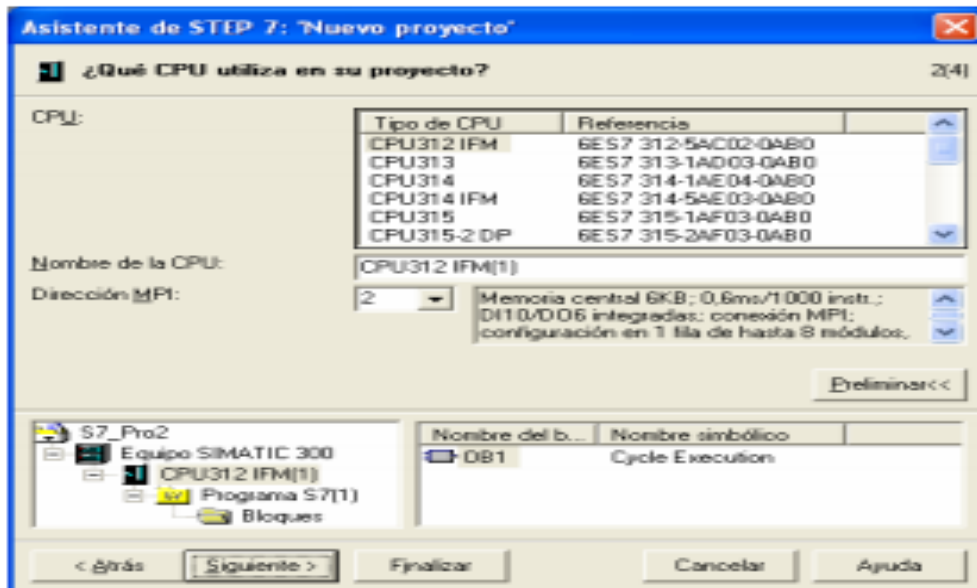 Asistente de STEP 7: "Nuevo proyecto"
¿Qué CPU utiliza en su proyecto? 2(4)
CPU:
Tipo de CPU Referencia
CPU312 IFM 6ES7 312-5AC02-0AB0
CPU313 6ES7 313-1AD03-0AB0
CPU314 6ES7 314-1AE04-0AB0
CPU314 IFM 6ES7 314-5AE03-0AB0
CPU315 6ES7 315-1AF03-0AB0
CPU315-2 DP 6ES7 315-2AF03-0AB0
Nombre de la CPU: CPU312 IFM(1)
Dirección MPI: 2
Memoria central 6KB; 0,6ms/1000 instr.;
DI10/DO6 integradas; conexión MPI;
configuración en 1 fila de hasta 8 módulos,
Preliminar<<
S7_Pro2
Equipo SIMATIC 300
CPU312 IFM(1)
Programa S7(1)
Bloques
Nombre del b... Nombre simbólico
DB1 Cycle Execution
< Atrás Siguiente > Finalizar Cancelar Ayuda